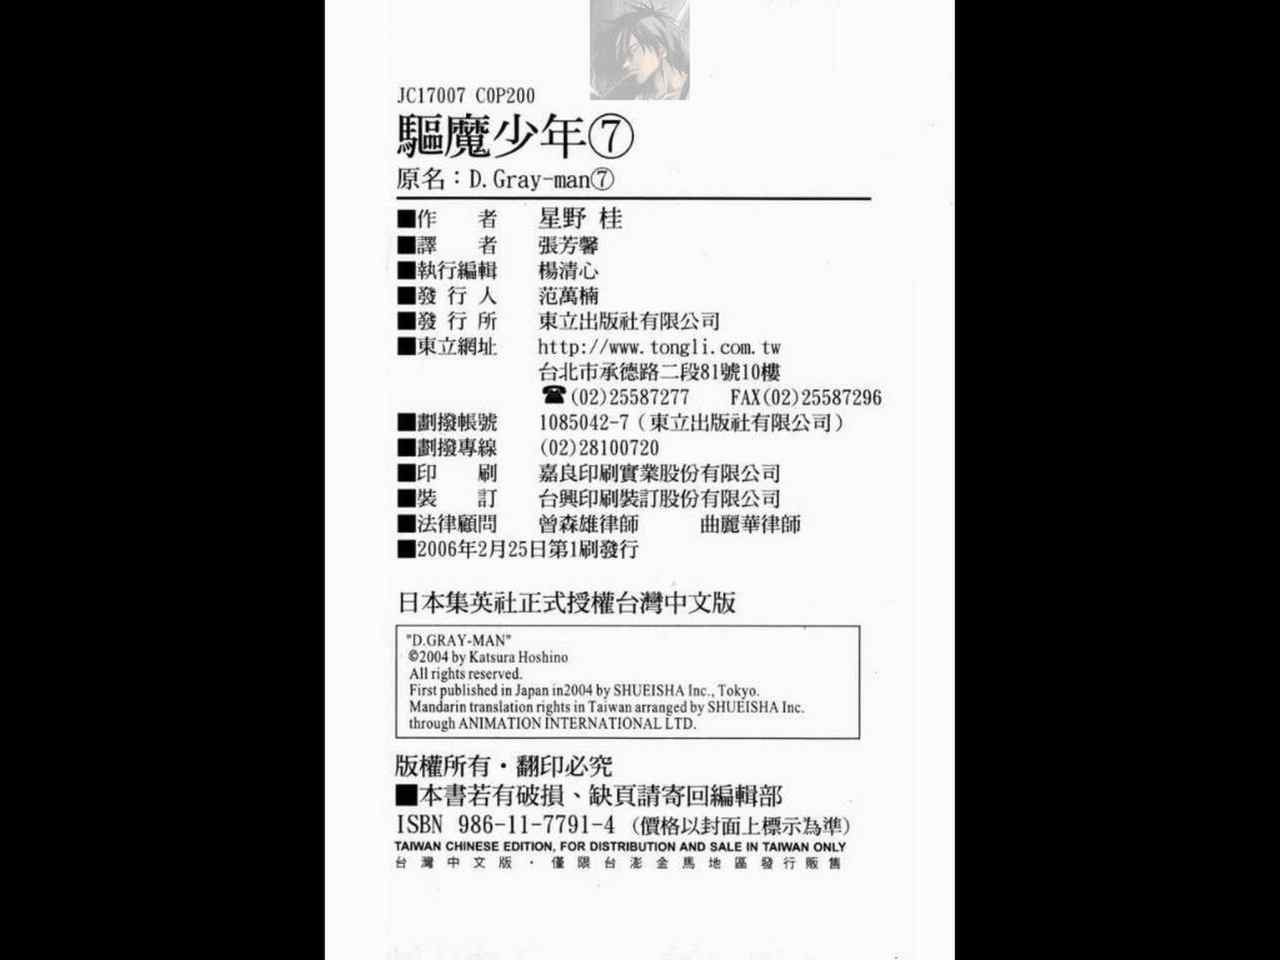 JC17007 C0P200
驅魔少年⑦
原名：D.Gray-man⑦
■作　　者　星野 桂
■譯　　者　張芳馨
■執行編輯　楊清心
■發 行 人　范萬楠
■發 行 所　東立出版社有限公司
■東立網址　http://www.tongli.com.tw
台北市承德路二段81號10樓
☎(02)25587277　FAX(02)25587296
■劃撥帳號　1085042-7（東立出版社有限公司）
■劃撥專線　(02)28100720
■印　　刷　嘉良印刷實業股份有限公司
■裝　　訂　台興印刷裝訂股份有限公司
■法律顧問　曾森雄律師　曲麗華律師
■2006年2月25日第1刷發行
日本集英社正式授權台灣中文版
"D.GRAY-MAN"
©2004 by Katsura Hoshino
All rights reserved.
First published in Japan in2004 by SHUEISHA Inc., Tokyo.
Mandarin translation rights in Taiwan arranged by SHUEISHA Inc.
through ANIMATION INTERNATIONAL LTD.
版權所有・翻印必究
■本書若有破損、缺頁請寄回編輯部
ISBN 986-11-7791-4（價格以封面上標示為準）
TAIWAN CHINESE EDITION, FOR DISTRIBUTION AND SALE IN TAIWAN ONLY
台灣中文版・僅限台澎金馬地區發行販售